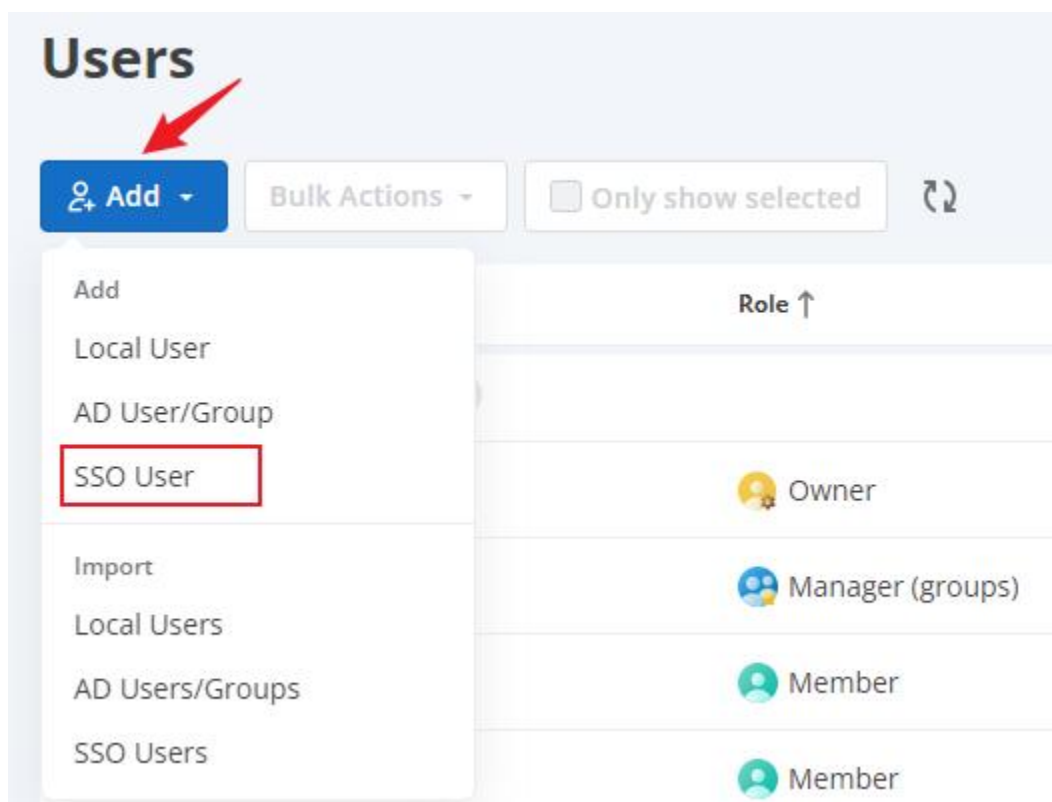 Users
Add
Bulk Actions
Only show selected
Add
Local User
AD User/Group
SSO User
Import
Local Users
AD Users/Groups
SSO Users
Role ↑
Owner
Manager (groups)
Member
Member